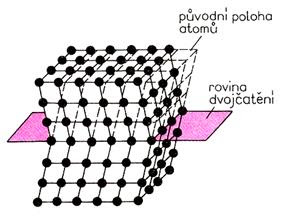 původní poloha
atomů
rovina
dvojčatění